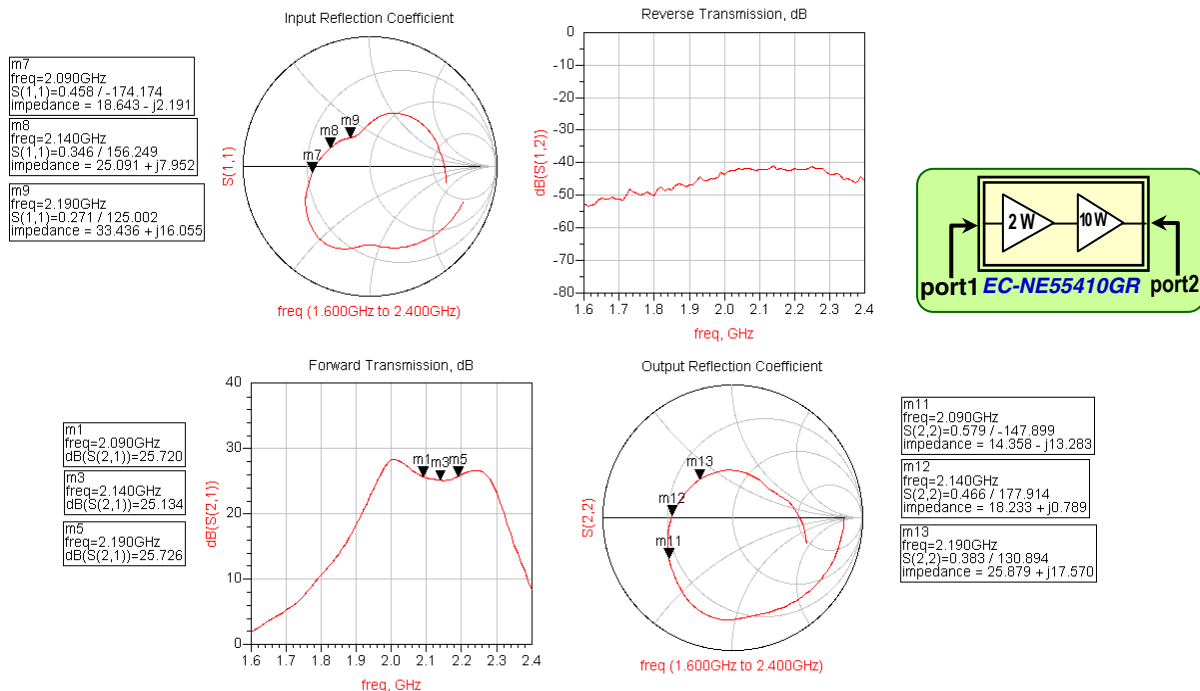 Input Reflection Coefficient
m7
freq=2.090GHz
S(1,1)=0.458 / -174.174
impedance = 18.643 - j2.191
m8
freq=2.140GHz
S(1,1)=0.346 / 156.249
impedance = 25.091 + j7.952
m9
freq=2.190GHz
S(1,1)=0.271 / 125.002
impedance = 33.436 + j16.055
S(1,1)
m7
m8
m9
freq (1.600GHz to 2.400GHz)
Reverse Transmission, dB
dB(S(1,2))
0
-10
-20
-30
-40
-50
-60
-70
-80
1.6 1.7 1.8 1.9 2.0 2.1 2.2 2.3 2.4
freq, GHz
2 W
10 W
port1 EC-NE55410GR port2
Forward Transmission, dB
m1
freq=2.090GHz
dB(S(2,1))=25.720
m3
freq=2.140GHz
dB(S(2,1))=25.134
m5
freq=2.190GHz
dB(S(2,1))=25.726
dB(S(2,1))
40
30
20
10
0
m1 m3 m5
1.6 1.7 1.8 1.9 2.0 2.1 2.2 2.3 2.4
freq, GHz
Output Reflection Coefficient
S(2,2)
m13
m12
m11
freq (1.600GHz to 2.400GHz)
m11
freq=2.090GHz
S(2,2)=0.579 / -147.899
impedance = 14.358 - j13.283
m12
freq=2.140GHz
S(2,2)=0.466 / 177.914
impedance = 18.233 + j0.789
m13
freq=2.190GHz
S(2,2)=0.383 / 130.894
impedance = 25.879 + j17.570